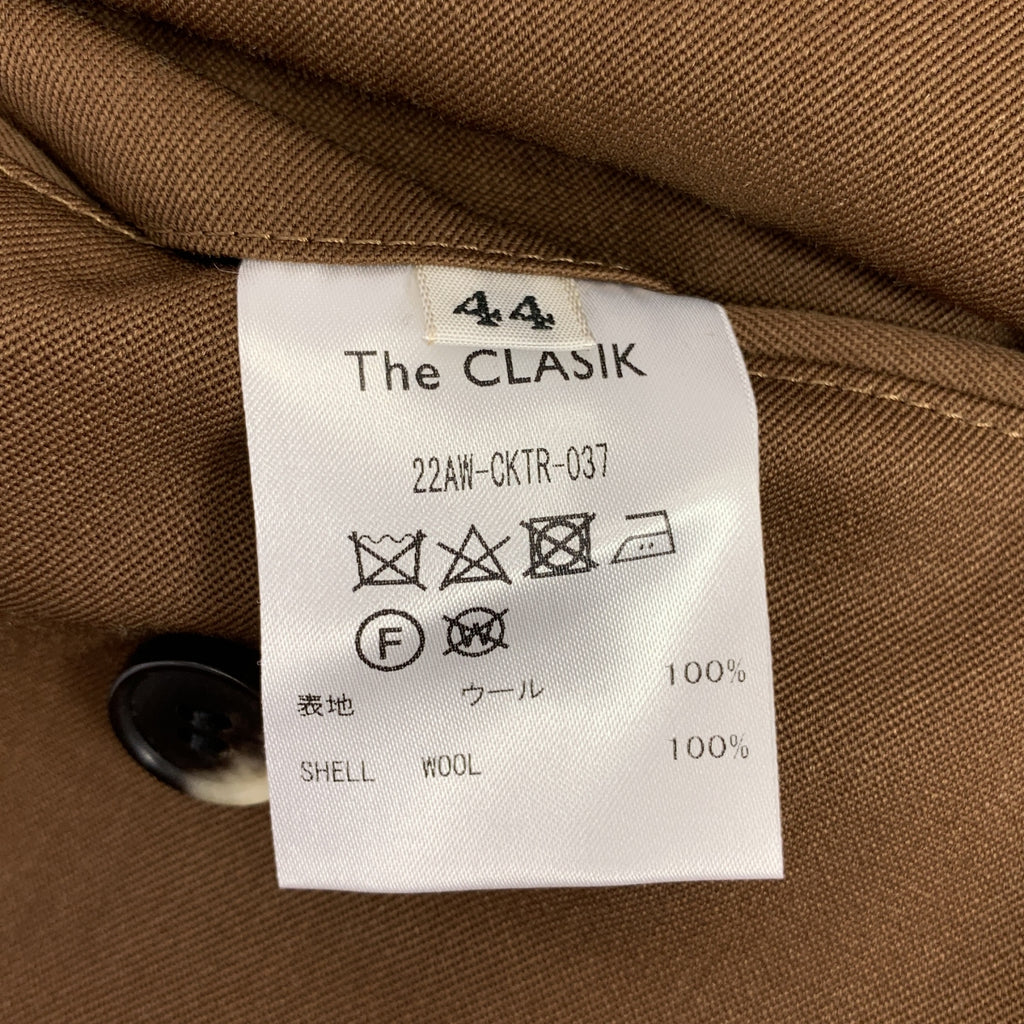 44
The CLASIK
22AW-CKTR-037
F W
表地 ウール 100%
SHELL WOOL 100%